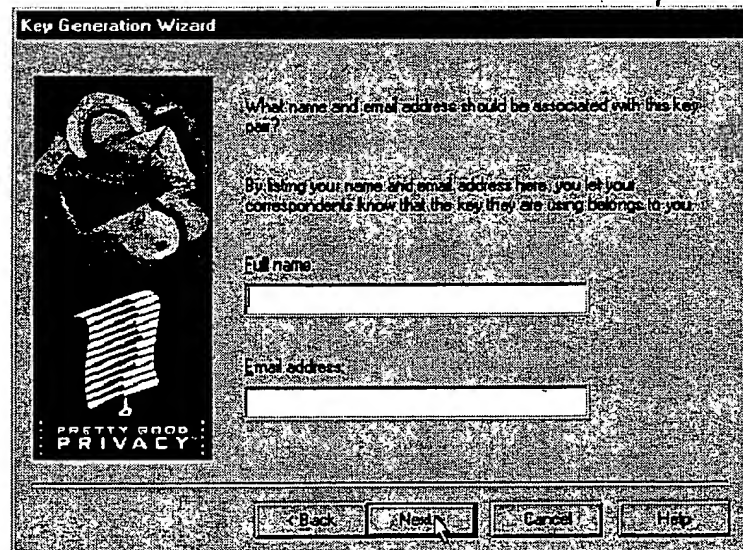 Key Generation Wizard
What name and email address should be associated with this key
pair?
By listing your name and email address here, you let your
correspondents know that the key they are using belongs to you.
Full name:
Email address:
PRETTY GOOD
PRIVACY
< Back Next Cancel Help